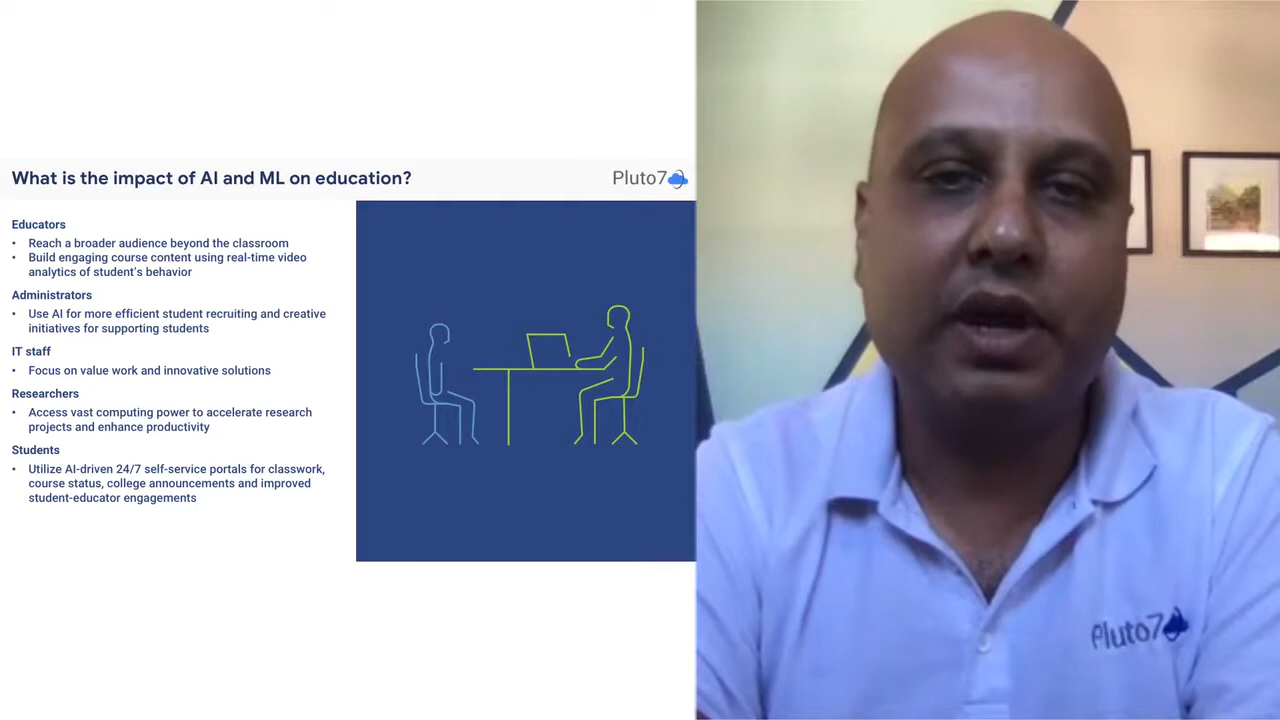 What is the impact of AI and ML on education?
Pluto7
Educators
• Reach a broader audience beyond the classroom
• Build engaging course content using real-time video
analytics of student's behavior
Administrators
• Use AI for more efficient student recruiting and creative
initiatives for supporting students
IT staff
• Focus on value work and innovative solutions
Researchers
• Access vast computing power to accelerate research
projects and enhance productivity
Students
• Utilize AI-driven 24/7 self-service portals for classwork,
course status, college announcements and improved
student-educator engagements
Pluto7